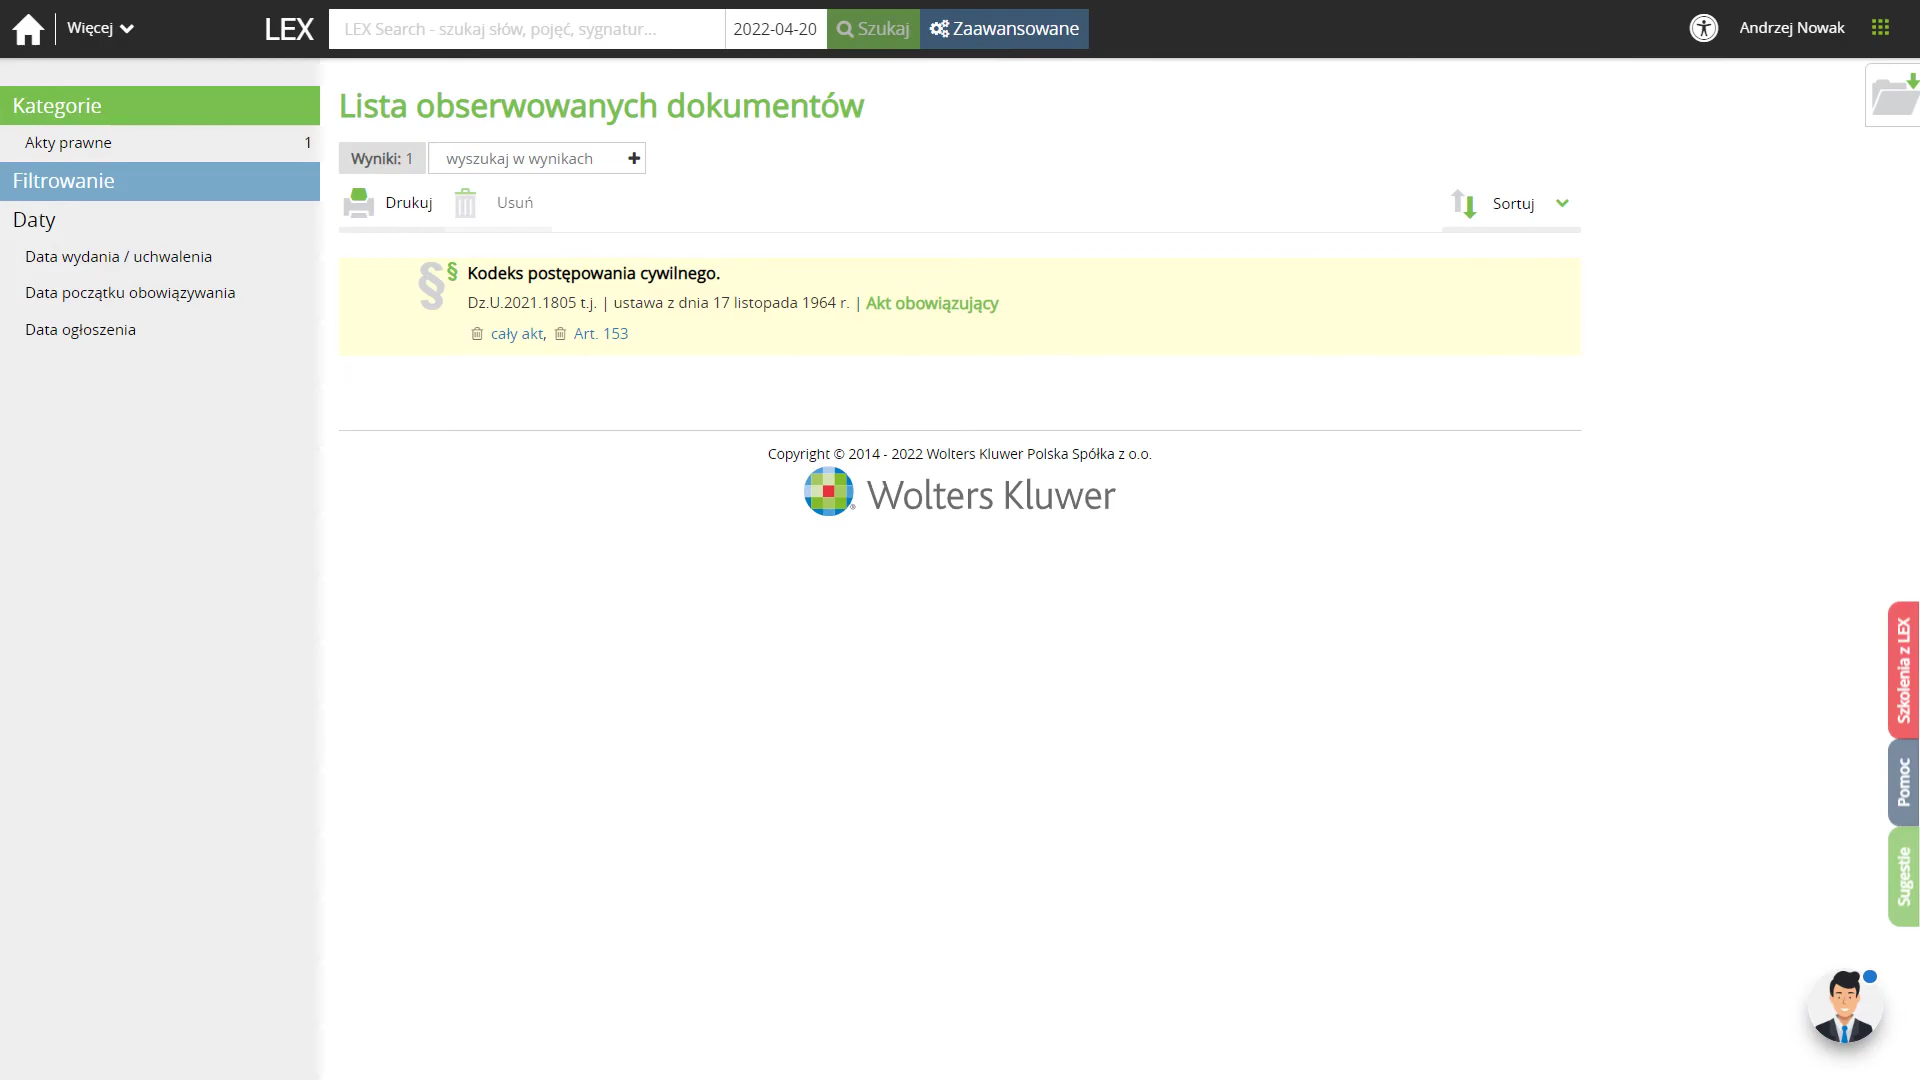 Więcej
LEX
LEX Search - szukaj słów, pojęć, sygnatur...
2022-04-20
Szukaj
Zaawansowane
Andrzej Nowak
Kategorie
Akty prawne 1
Filtrowanie
Daty
Data wydania / uchwalenia
Data początku obowiązywania
Data ogłoszenia
Lista obserwowanych dokumentów
Wyniki: 1
wyszukaj w wynikach
Drukuj
Usuń
Sortuj
§§ Kodeks postępowania cywilnego.
Dz.U.2021.1805 t.j. | ustawa z dnia 17 listopada 1964 r. | Akt obowiązujący
cały akt, Art. 153
Copyright © 2014 - 2022 Wolters Kluwer Polska Spółka z o.o.
Wolters Kluwer
Szkolenia z LEX
Pomoc
Sugestie